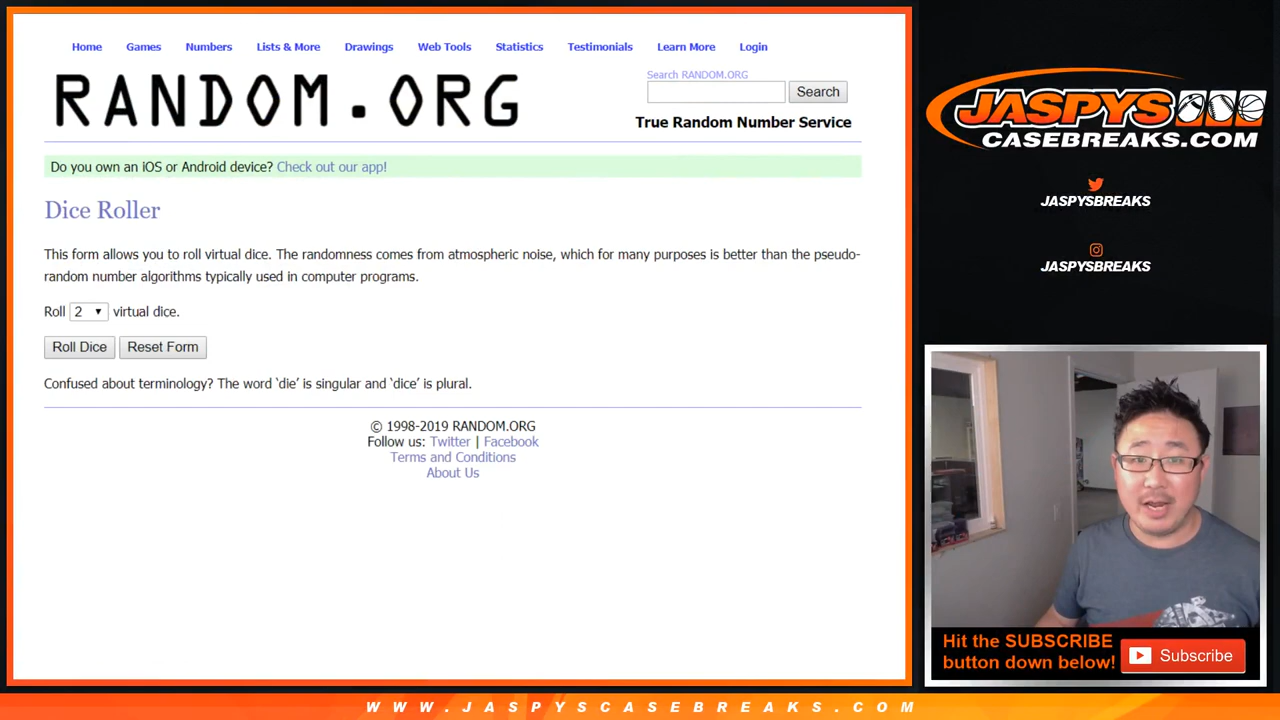 Home Games Numbers Lists & More Drawings Web Tools Statistics Testimonials Learn More Login
RANDOM.ORG
Search RANDOM.ORG
Search
True Random Number Service
Do you own an iOS or Android device? Check out our app!
Dice Roller
This form allows you to roll virtual dice. The randomness comes from atmospheric noise, which for many purposes is better than the pseudo-
random number algorithms typically used in computer programs.
Roll 2 virtual dice.
Roll Dice Reset Form
Confused about terminology? The word ‘die’ is singular and ‘dice’ is plural.
© 1998-2019 RANDOM.ORG
Follow us: Twitter | Facebook
Terms and Conditions
About Us
JASPYS
CASEBREAKS.COM
JASPYSBREAKS
JASPYSBREAKS
Hit the SUBSCRIBE
button down below!
Subscribe
WWW.JASPYSCASEBREAKS.COM